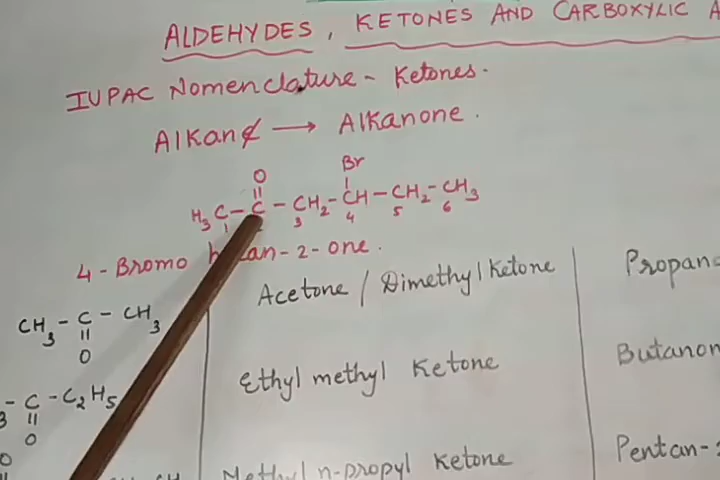 ALDEHYDES, KETONES AND CARBOXYLIC
IUPAC Nomenclature - Ketones.
Alkane → Alkanone.
O Br
H3C - C - CH2 - CH - CH2 - CH3
1 3 4 5 6
4-Bromo -2-one.
CH3 - C - CH3
O
Acetone / Dimethyl ketone
Propan
- C - C2H5
O
Ethyl methyl Ketone
Butanon
O
Methyl n-propyl ketone
Pentan-2